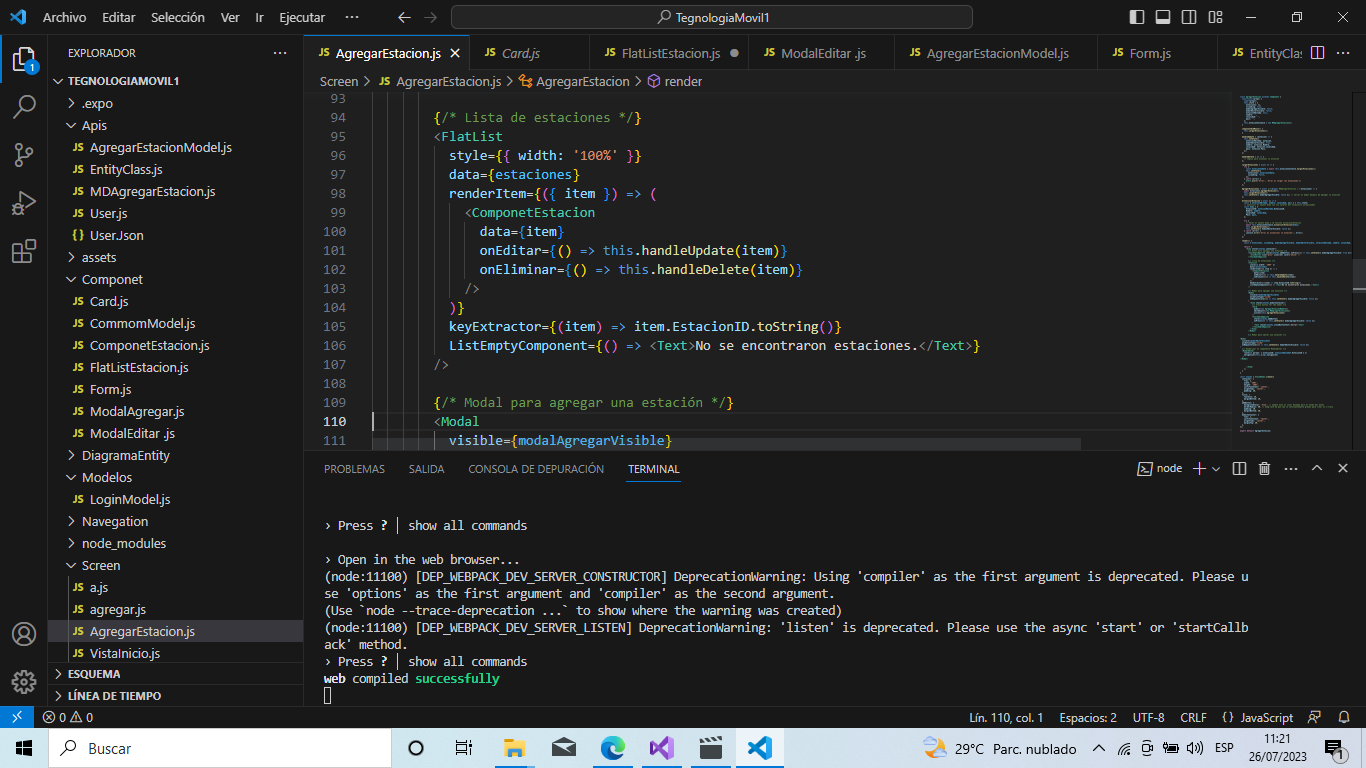 Archivo Editar Selección Ver Ir Ejecutar ··· TegnologiaMovil1
EXPLORADOR ···
TEGNOLOGIAMOVIL1
.expo
Apis
JS AgregarEstacionModel.js
JS EntityClass.js
JS MDAgregarEstacion.js
JS User.js
{} UserJson
assets
Componet
JS Card.js
JS CommomModel.js
JS ComponetEstacion.js
JS FlatListEstacion.js
JS Form.js
JS ModalAgregar.js
JS ModalEditar .js
DiagramaEntity
Modelos
JS LoginModel.js
Navegation
node_modules
Screen
JS a.js
JS agregar.js
JS AgregarEstacion.js
JS VistaInicio.js
ESQUEMA
LÍNEA DE TIEMPO
JS AgregarEstacion.js JS Card.js JS FlatListEstacion.js JS ModalEditar .js JS AgregarEstacionModel.js JS Form.js JS EntityClas ···
Screen > JS AgregarEstacion.js > AgregarEstacion > render
93
94 {/* Lista de estaciones */}
95 <FlatList
96 style={{ width: '100%' }}
97 data={estaciones}
98 renderItem={({ item }) => (
99 <ComponetEstacion
100 data={item}
101 onEditar={() => this.handleUpdate(item)}
102 onEliminar={() => this.handleDelete(item)}
103 />
104 )}
105 keyExtractor={(item) => item.EstacionID.toString()}
106 ListEmptyComponent={() => <Text>No se encontraron estaciones.</Text>}
107 />
108
109 {/* Modal para agregar una estación */}
110 <Modal
111 visible={modalAgregarVisible}
PROBLEMAS SALIDA CONSOLA DE DEPURACIÓN TERMINAL node ···
› Press ? │ show all commands
› Open in the web browser...
(node:11100) [DEP_WEBPACK_DEV_SERVER_CONSTRUCTOR] DeprecationWarning: Using 'compiler' as the first argument is deprecated. Please u
se 'options' as the first argument and 'compiler' as the second argument.
(Use `node --trace-deprecation ...` to show where the warning was created)
(node:11100) [DEP_WEBPACK_DEV_SERVER_LISTEN] DeprecationWarning: 'listen' is deprecated. Please use the async 'start' or 'startCallb
ack' method.
› Press ? │ show all commands
web compiled successfully
0 0 Lín. 110, col. 1 Espacios: 2 UTF-8 CRLF {} JavaScript
Buscar 29°C Parc. nublado ESP 11:21
26/07/2023
1
1